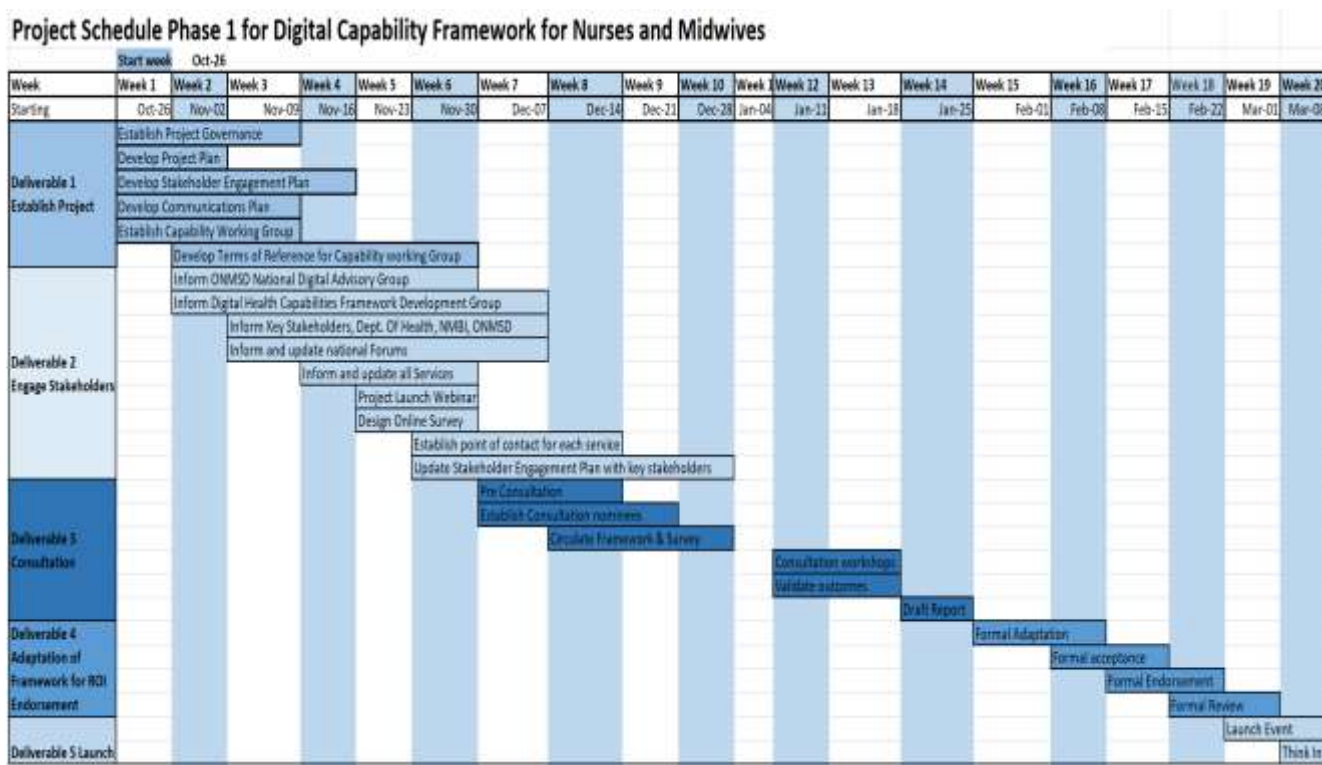 Project Schedule Phase 1 for Digital Capability Framework for Nurses and Midwives
Start week Oct-26
Week Week 1 Week 2 Week 3 Week 4 Week 5 Week 6 Week 7 Week 8 Week 9 Week 10 Week 1 Week 12 Week 13 Week 14 Week 15 Week 16 Week 17 Week 18 Week 19 Week 20
Starting Oct-26 Nov-02 Nov-09 Nov-16 Nov-23 Nov-30 Dec-07 Dec-14 Dec-21 Dec-28 Jan-04 Jan-11 Jan-18 Jan-25 Feb-01 Feb-08 Feb-15 Feb-22 Mar-01 Mar-08
Establish Project Governance
Develop Project Plan
Deliverable 1 Develop Stakeholder Engagement Plan
Establish Project Develop Communications Plan
Establish Capability Working Group
Develop Terms of Reference for Capability working Group
Inform ONMSD National Digital Advisory Group
Inform Digital Health Capabilities Framework Development Group
Inform Key Stakeholders, Dept. Of Health, NMBI, ONMSD
Inform and update national Forums
Deliverable 2
Engage Stakeholders Inform and update all Services
Project Launch Webinar
Design Online Survey
Establish point of contact for each service
Update Stakeholder Engagement Plan with key stakeholders
Pre Consultation
Establish Consultation nominees
Deliverable 3 Circulate Framework & Survey
Consultation Consultation workshops
Validate outcomes
Draft Report
Deliverable 4 Formal Adaptation
Adaptation of Formal acceptance
Framework for ROI Formal Endorsement
Endorsement Formal Review
Launch Event
Deliverable 5 Launch Think In